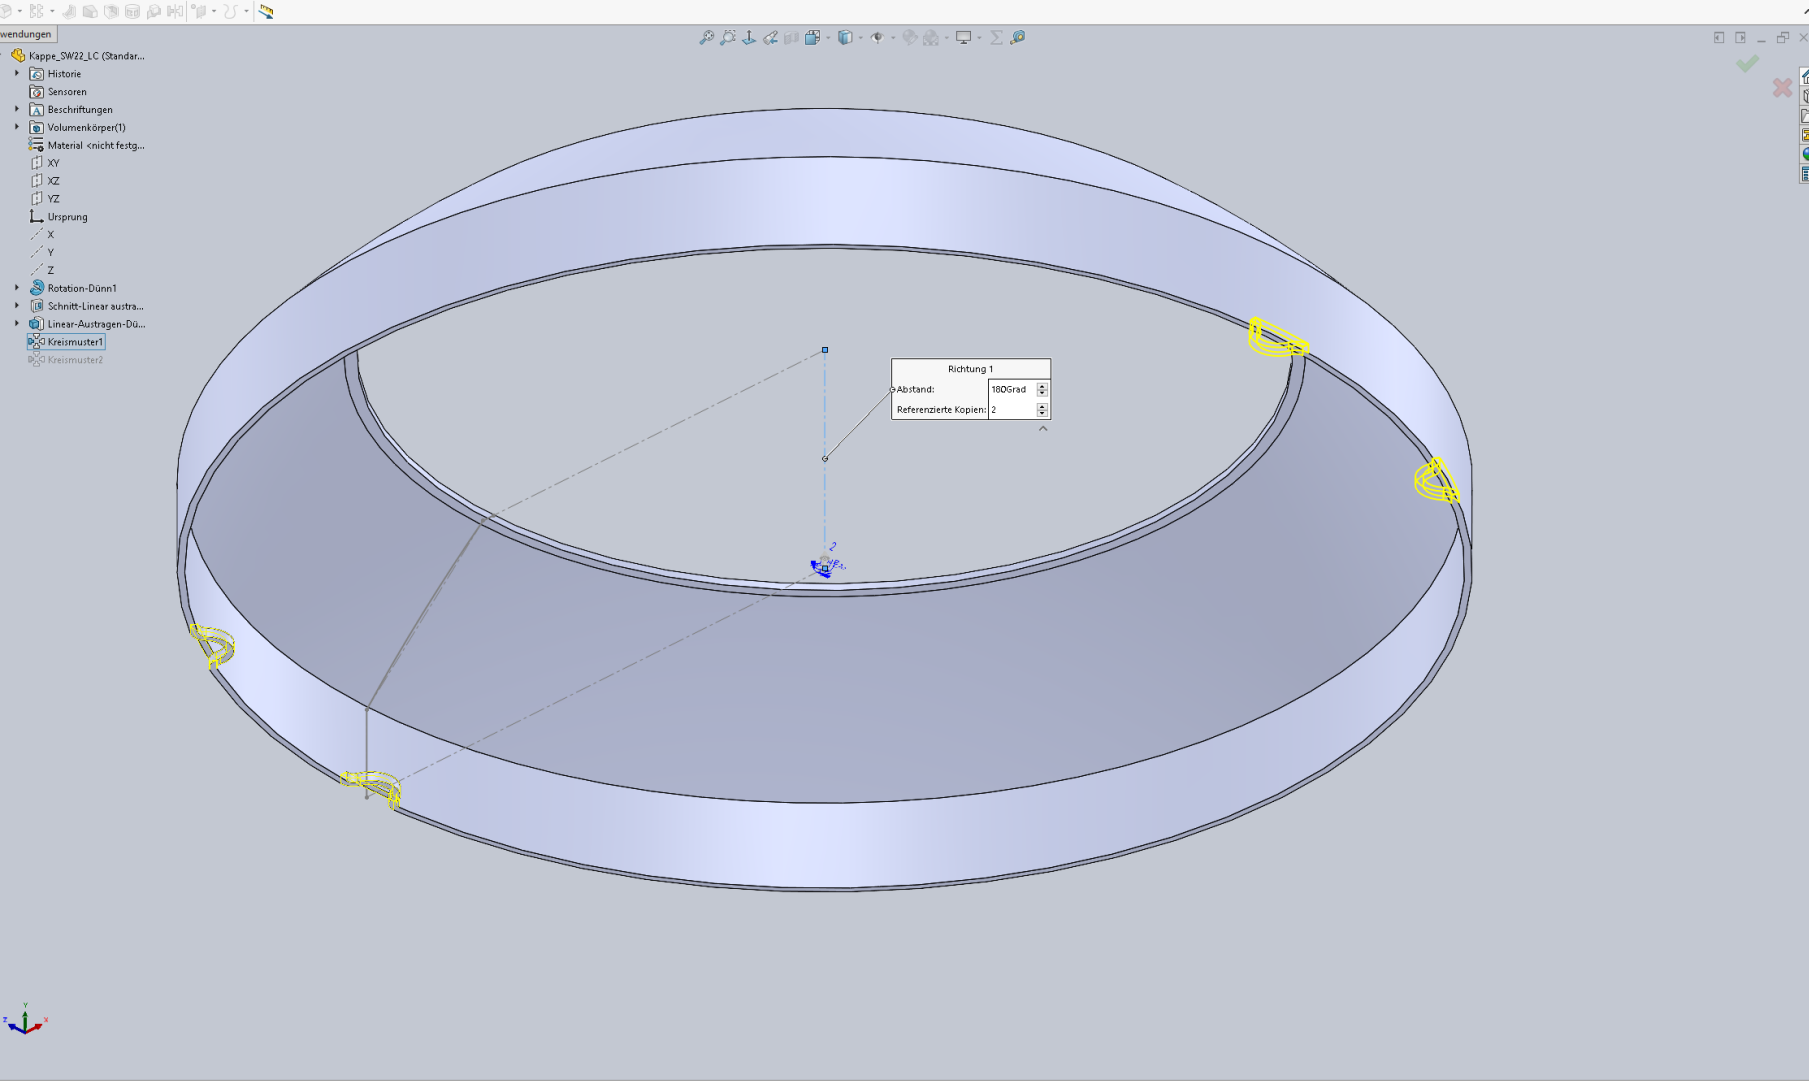 wendungen
Kappe_SW22_LC (Standar...
Historie
Sensoren
Beschriftungen
Volumenkörper(1)
Material <nicht festg...
XY
XZ
YZ
Ursprung
X
Y
Z
Rotation-Dünn1
Schnitt-Linear austra...
Linear-Austragen-Dü...
Kreismuster1
Kreismuster2
Richtung 1
Abstand: 180Grad
Referenzierte Kopien: 2
2
Y
Z X